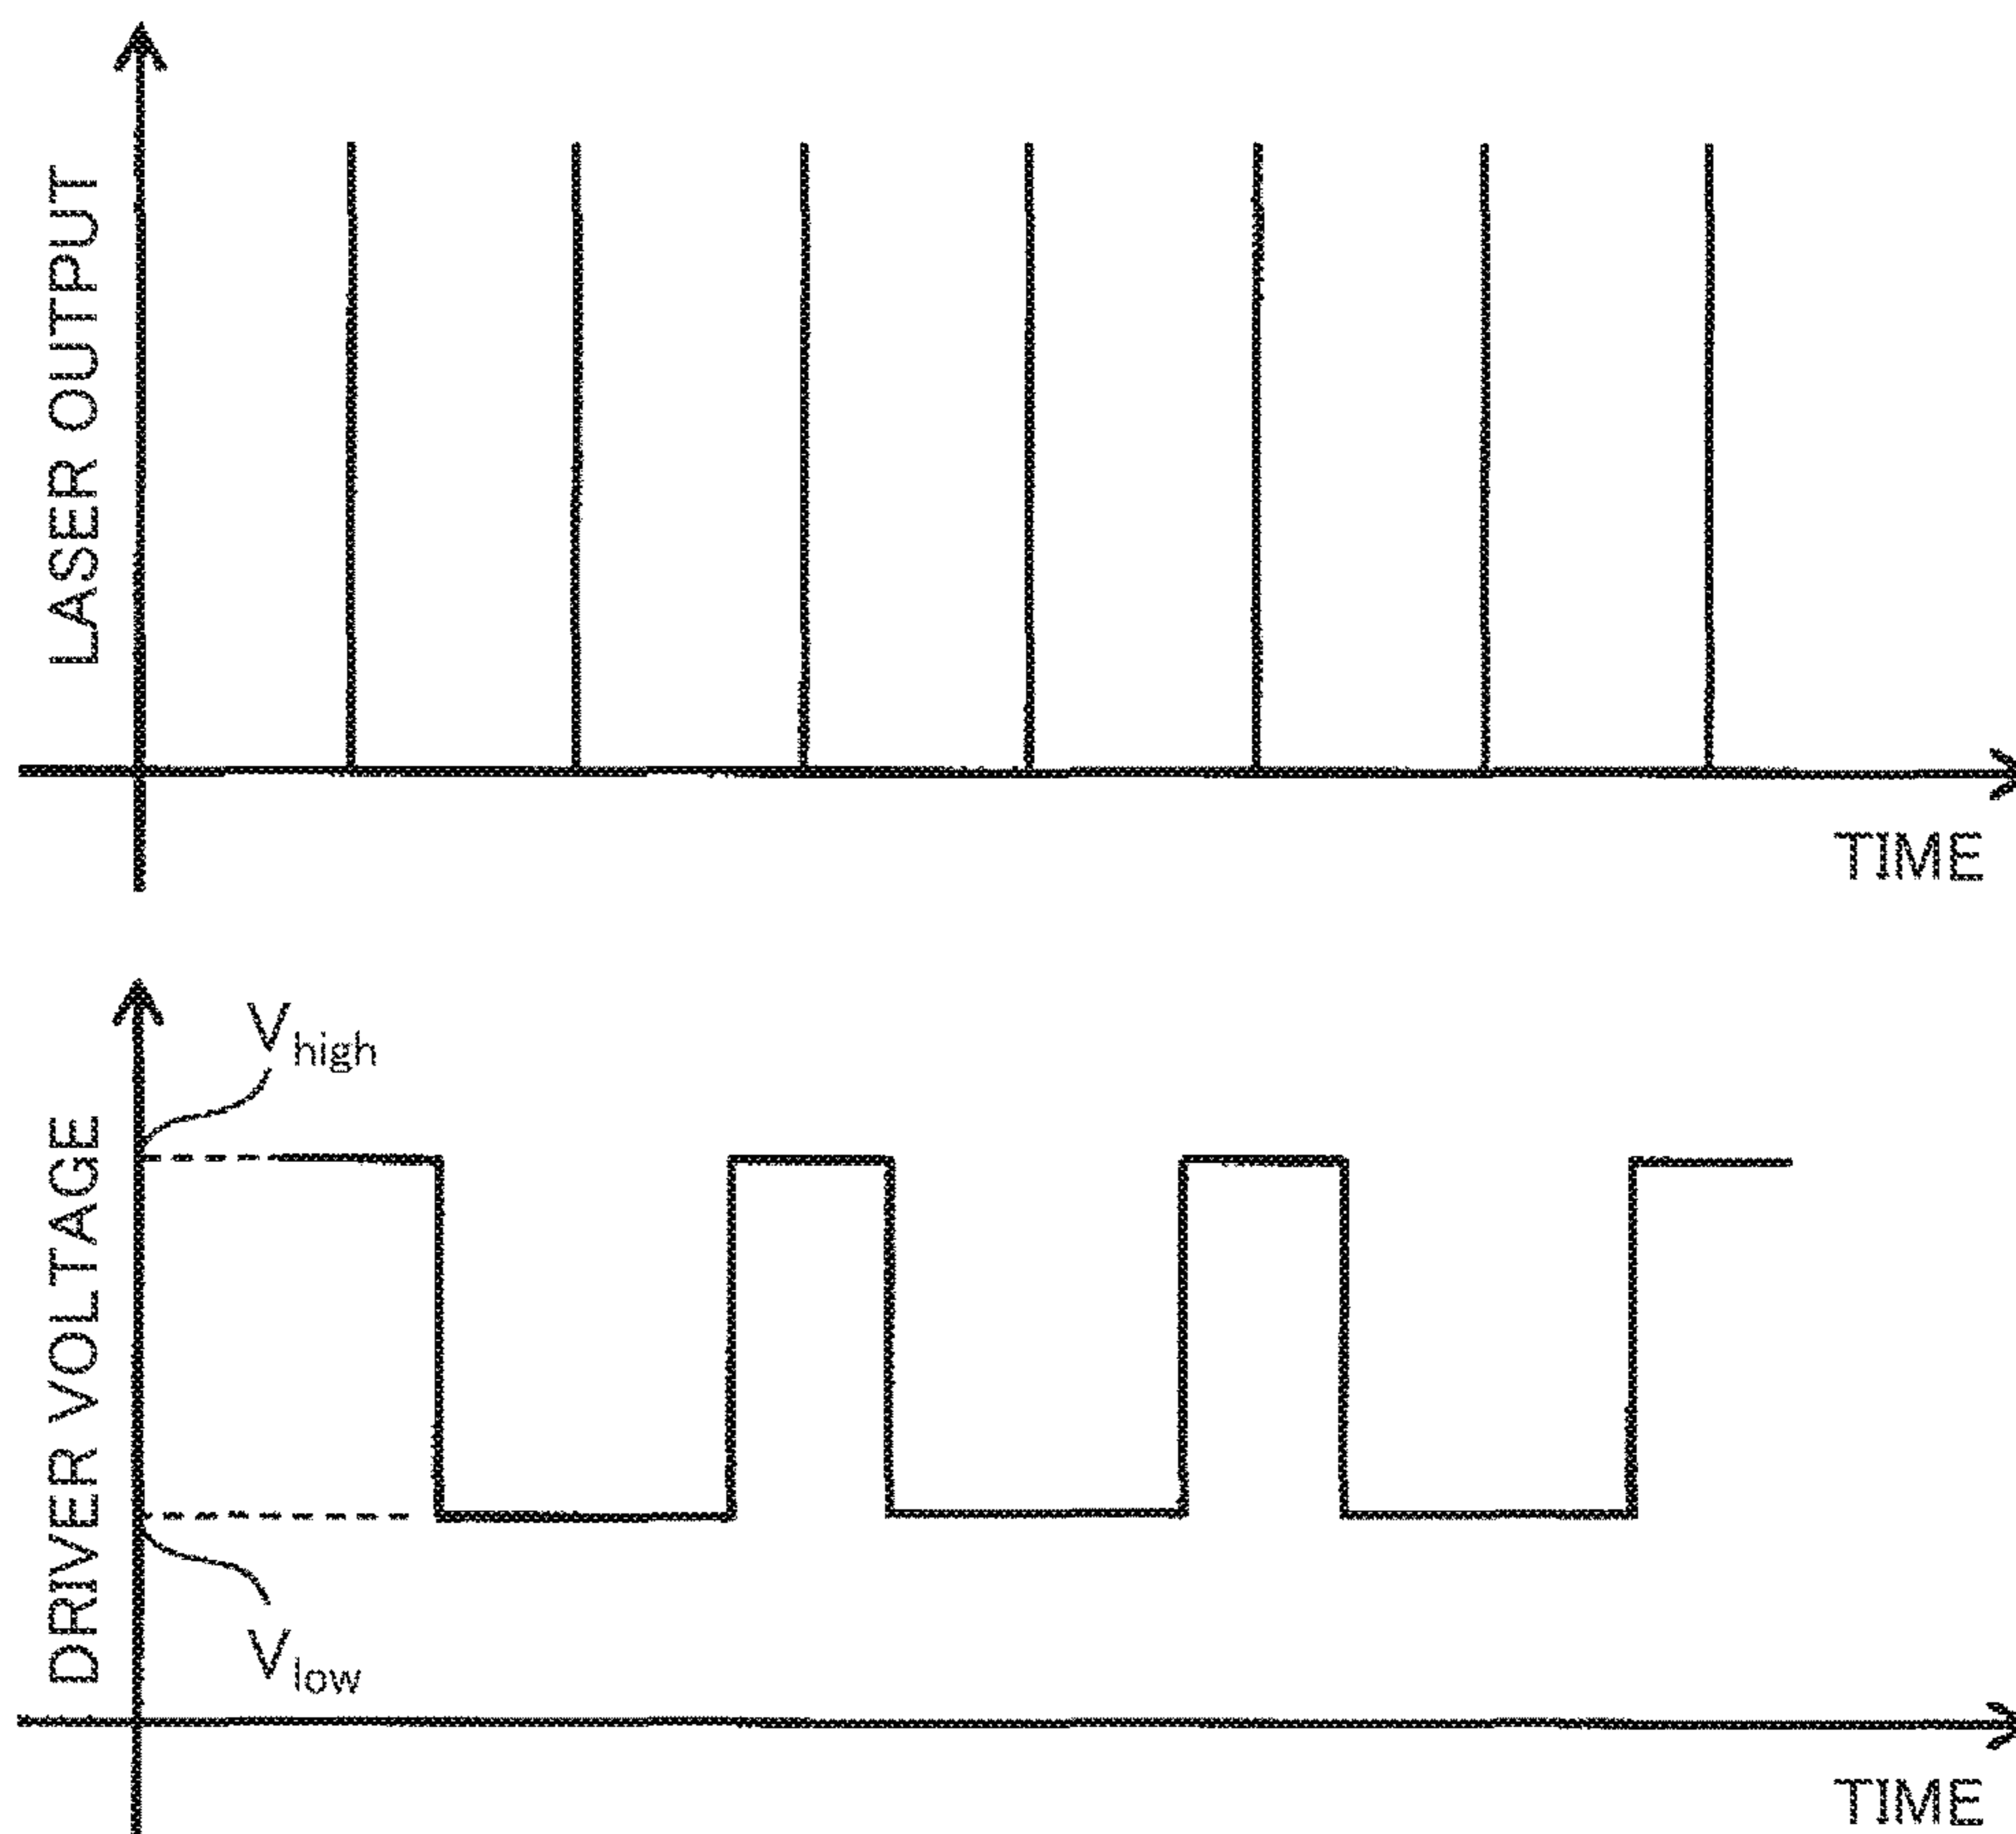 LASER OUTPUT
TIME
V_high
DRIVER VOLTAGE
V_low
TIME